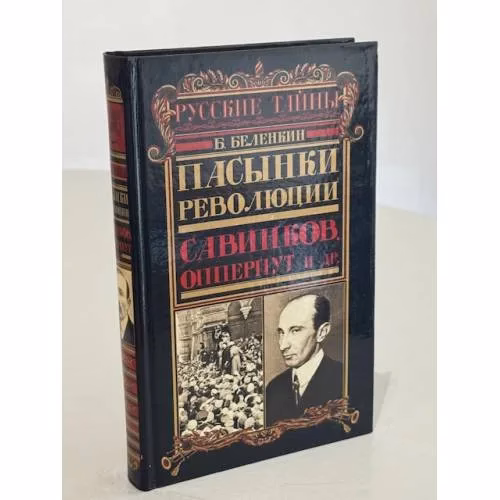 РУССКИЕ ТАЙНЫ
Б. БЕЛЕНКИН
ПАСЫНКИ
РЕВОЛЮЦИИ
САВИНКОВ,
ОППЕРПУТ И ДР.